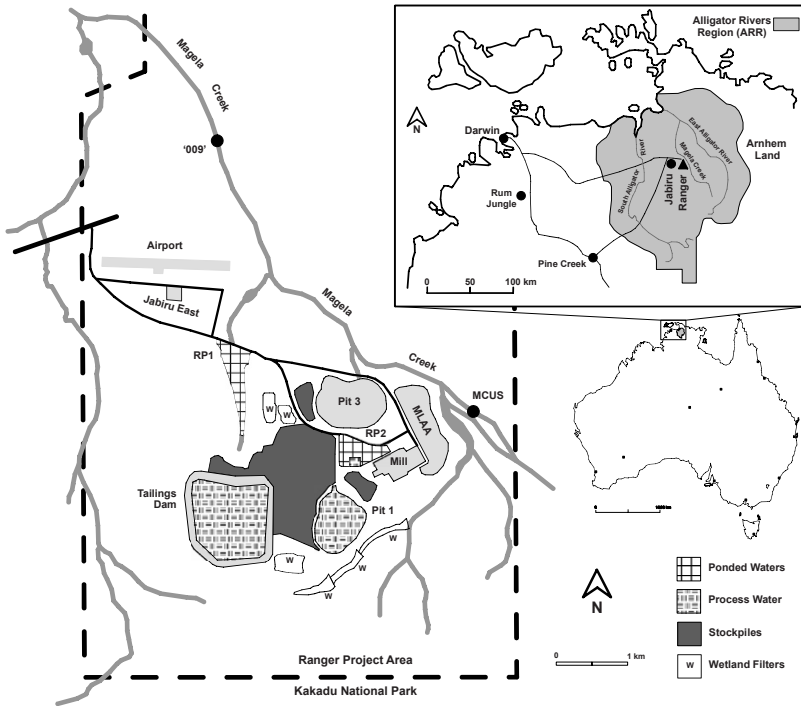 Alligator Rivers
Region (ARR)
N
Darwin
Rum
Jungle
Pine Creek
South Alligator
River
East Alligator River
Magela Creek
Jabiru
Ranger
Arnhem
Land
0
50
100 km
Magela
Creek
'009'
Airport
Jabiru East
RP1
Magela
Creek
MCUS
Pit 3
MLAA
W
W
RP2
Mill
Tailings
Dam
Pit 1
W
W
W
W
W
N
0
1 km
Ponded Waters
Process Water
Stockpiles
W
Wetland Filters
Ranger Project Area
Kakadu National Park
0